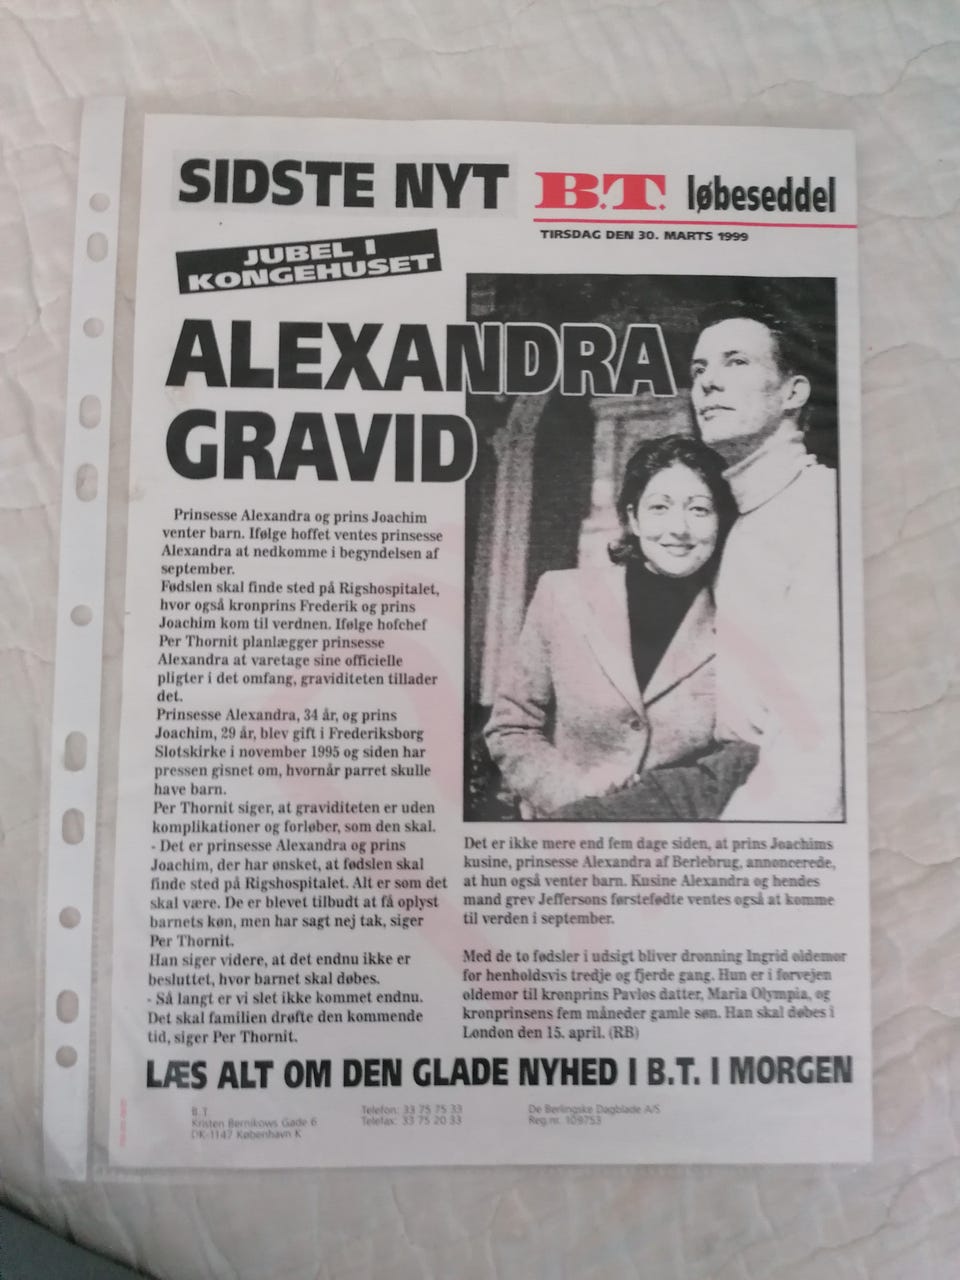 SIDSTE NYT B.T. løbeseddel
TIRSDAG DEN 30. MARTS 1999
JUBEL I
KONGEHUSET
ALEXANDRA
GRAVID
Prinsesse Alexandra og prins Joachim
venter barn. Ifølge hoffet ventes prinsesse
Alexandra at nedkomme i begyndelsen af
september.
Fødslen skal finde sted på Rigshospitalet,
hvor også kronprins Frederik og prins
Joachim kom til verdnen. Ifølge hofchef
Per Thornit planlægger prinsesse
Alexandra at varetage sine officielle
pligter i det omfang, graviditeten tillader
det.
Prinsesse Alexandra, 34 år, og prins
Joachim, 29 år, blev gift i Frederiksborg
Slotskirke i november 1995 og siden har
pressen gisnet om, hvornår parret skulle
have barn.
Per Thornit siger, at graviditeten er uden
komplikationer og forløber, som den skal.
- Det er prinsesse Alexandra og prins
Joachim, der har ønsket, at fødslen skal
finde sted på Rigshospitalet. Alt er som det
skal være. De er blevet tilbudt at få oplyst
barnets køn, men har sagt nej tak, siger
Per Thornit.
Han siger videre, at det endnu ikke er
besluttet, hvor barnet skal døbes.
- Så langt er vi slet ikke kommet endnu.
Det skal familien drøfte den kommende
tid, siger Per Thornit.
Det er ikke mere end fem dage siden, at prins Joachims
kusine, prinsesse Alexandra af Berlebrug, annoncerede,
at hun også venter barn. Kusine Alexandra og hendes
mand grev Jeffersons førstefødte ventes også at komme
til verden i september.
Med de to fødsler i udsigt bliver dronning Ingrid oldemor
for henholdsvis tredje og fjerde gang. Hun er i forvejen
oldemor til kronprins Pavlos datter, Maria Olympia, og
kronprinsens fem måneder gamle søn. Han skal døbes i
London den 15. april. (RB)
LÆS ALT OM DEN GLADE NYHED I B.T. I MORGEN
B.T.
Kristen Bernikows Gade 6
DK-1147 København K
Telefon: 33 75 75 33
Telefax: 33 75 20 33
De Berlingske Dagblade A/S
Reg.nr. 109753